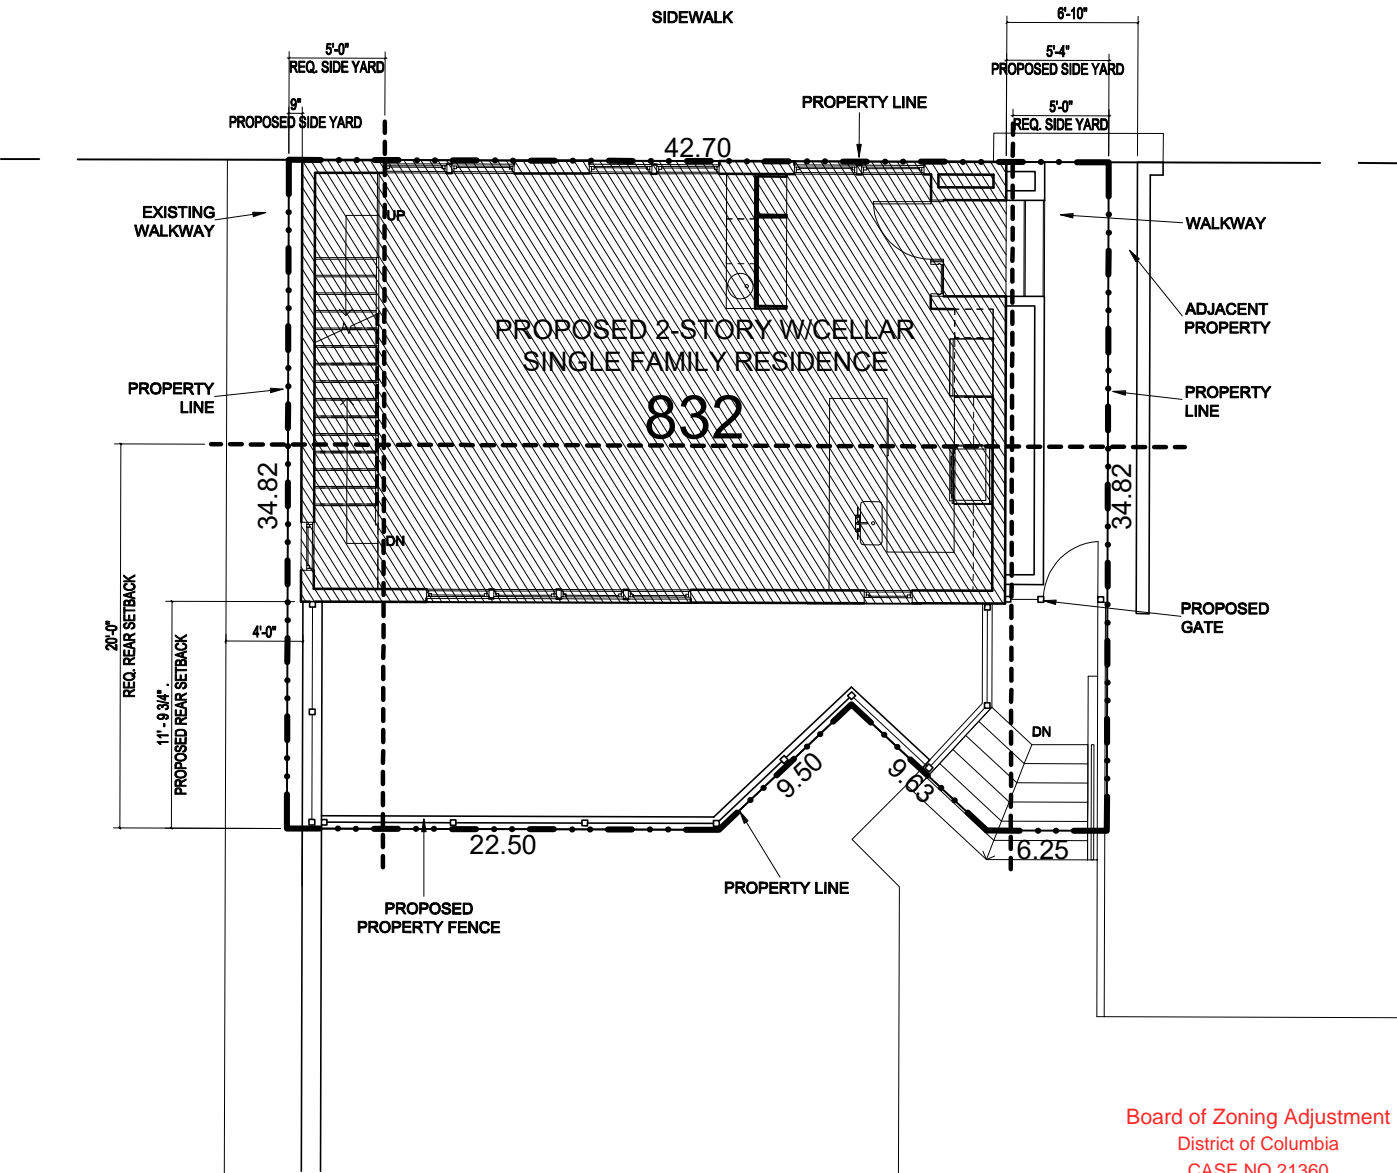 SIDEWALK
6'-10"
5'-0"
REQ. SIDE YARD
5'-4"
PROPOSED SIDE YARD
9"
PROPOSED SIDE YARD
PROPERTY LINE
5'-0"
REQ. SIDE YARD
42.70
EXISTING
WALKWAY
UP
WALKWAY
ADJACENT
PROPERTY
PROPOSED 2-STORY W/CELLAR
SINGLE FAMILY RESIDENCE
832
PROPERTY
LINE
PROPERTY
LINE
34.82
34.82
DN
20'-0"
REQ. REAR SETBACK
11' - 9 3/4"
PROPOSED REAR SETBACK
4'-0"
PROPOSED
GATE
DN
9.50
9.63
22.50
6.25
PROPERTY LINE
PROPOSED
PROPERTY FENCE
Board of Zoning Adjustment
District of Columbia
CASE NO.21360